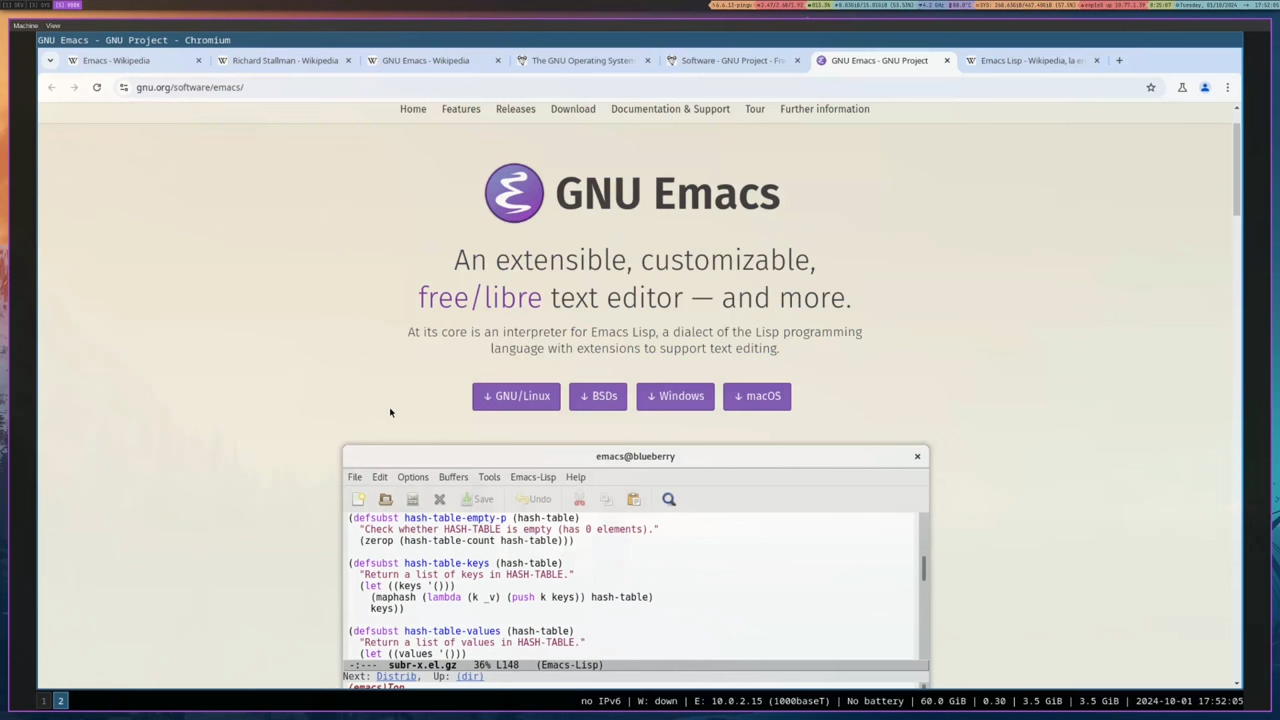 Machine View
GNU Emacs - GNU Project - Chromium
Emacs - Wikipedia
Richard Stallman - Wikipedia
GNU Emacs - Wikipedia
The GNU Operating System
Software - GNU Project - Fre
GNU Emacs - GNU Project
Emacs Lisp - Wikipedia, la en
gnu.org/software/emacs/
Home Features Releases Download Documentation & Support Tour Further information
GNU Emacs
An extensible, customizable,
free/libre text editor — and more.
At its core is an interpreter for Emacs Lisp, a dialect of the Lisp programming
language with extensions to support text editing.
↓ GNU/Linux ↓ BSDs ↓ Windows ↓ macOS
emacs@blueberry
File Edit Options Buffers Tools Emacs-Lisp Help
Save Undo
(defsubst hash-table-empty-p (hash-table)
"Check whether HASH-TABLE is empty (has 0 elements)."
(zerop (hash-table-count hash-table)))
(defsubst hash-table-keys (hash-table)
"Return a list of keys in HASH-TABLE."
(let ((keys '()))
(maphash (lambda (k _v) (push k keys)) hash-table)
keys))
(defsubst hash-table-values (hash-table)
"Return a list of values in HASH-TABLE."
(let ((values '()))
-:--- subr-x.el.gz 36% L148 (Emacs-Lisp)
Next: Distrib, Up: (dir)
(emacs)Top
1 2 no IPv6 | W: down | E: 10.0.2.15 (1000baseT) | No battery | 60.0 GiB | 0.30 | 3.5 GiB | 3.5 GiB | 2024-10-01 17:52:05